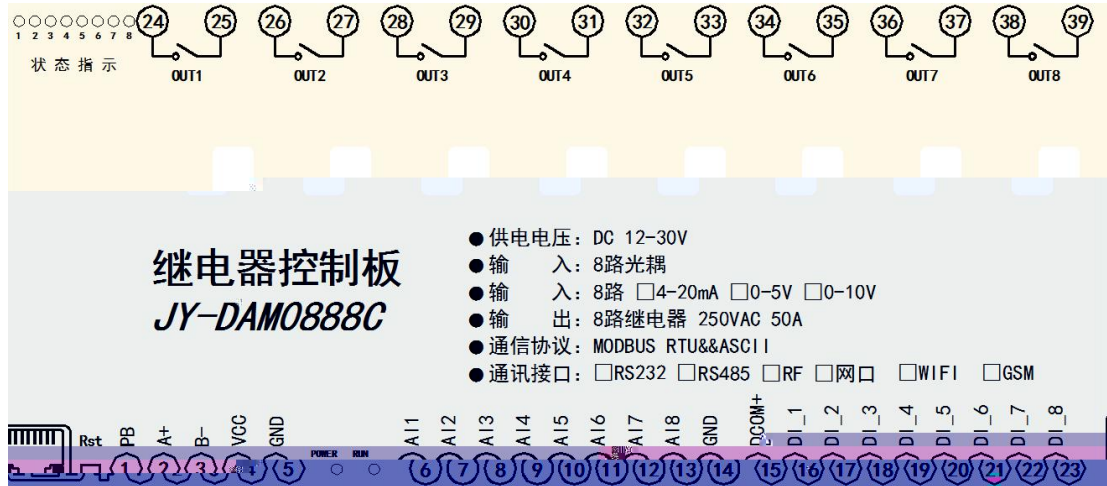 24 25 26 27 28 29 30 31 32 33 34 35 36 37 38 39
1 2 3 4 5 6 7 8
状态指示
OUT1 OUT2 OUT3 OUT4 OUT5 OUT6 OUT7 OUT8
继电器控制板
JY-DAM0888C
●供电电压：DC 12-30V
●输 入：8路光耦
●输 入：8路 □4-20mA □0-5V □0-10V
●输 出：8路继电器 250VAC 50A
●通信协议：MODBUS RTU&&ASCII
●通讯接口：□RS232 □RS485 □RF □网口 □WIFI □GSM
Rst PB A+ B- VCC GND AI1 AI2 AI3 AI4 AI5 AI6 AI7 AI8 GND DCOM+ DI_1 DI_2 DI_3 DI_4 DI_5 DI_6 DI_7 DI_8
POWER RUN
1 2 3 4 5 6 7 8 9 10 11 12 13 14 15 16 17 18 19 20 21 22 23